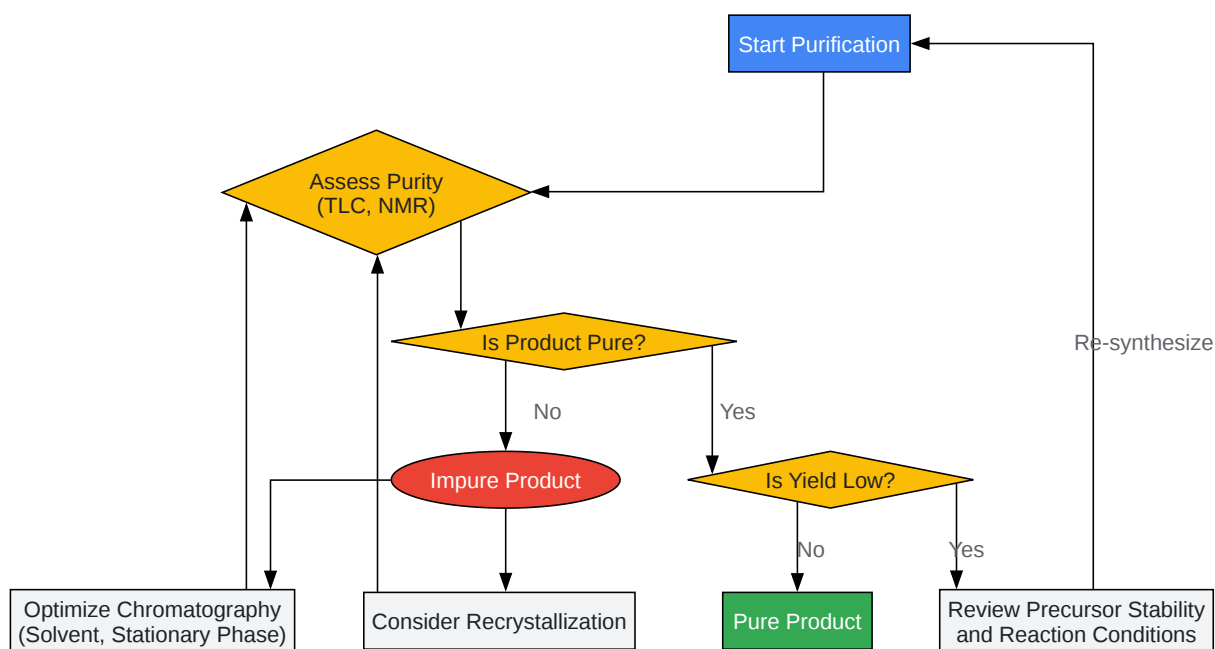 Start Purification
Assess Purity
(TLC, NMR)
Is Product Pure?
Re-synthesize
No
Yes
Impure Product
Is Yield Low?
No
Yes
Optimize Chromatography
(Solvent, Stationary Phase)
Consider Recrystallization
Pure Product
Review Precursor Stability
and Reaction Conditions